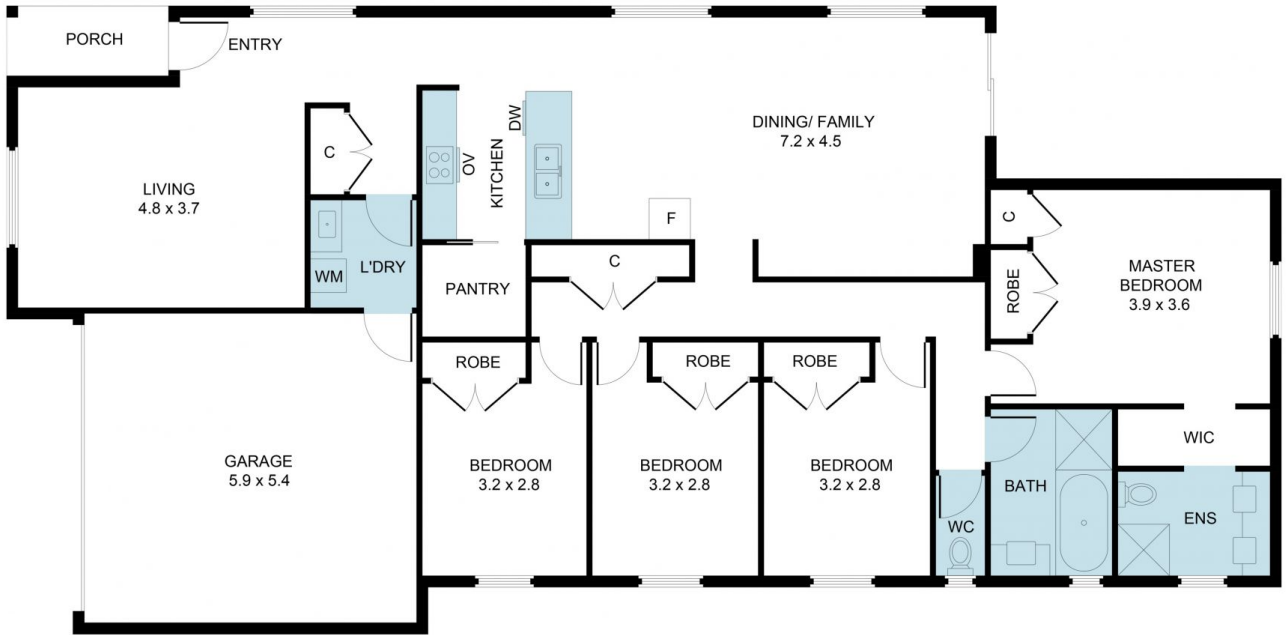 PORCH
ENTRY
C
LIVING
4.8 x 3.7
OV
KITCHEN
DW
DINING/ FAMILY
7.2 x 4.5
F
WM
L'DRY
PANTRY
C
C
ROBE
MASTER
BEDROOM
3.9 x 3.6
ROBE
ROBE
ROBE
GARAGE
5.9 x 5.4
BEDROOM
3.2 x 2.8
BEDROOM
3.2 x 2.8
BEDROOM
3.2 x 2.8
WC
BATH
WIC
ENS